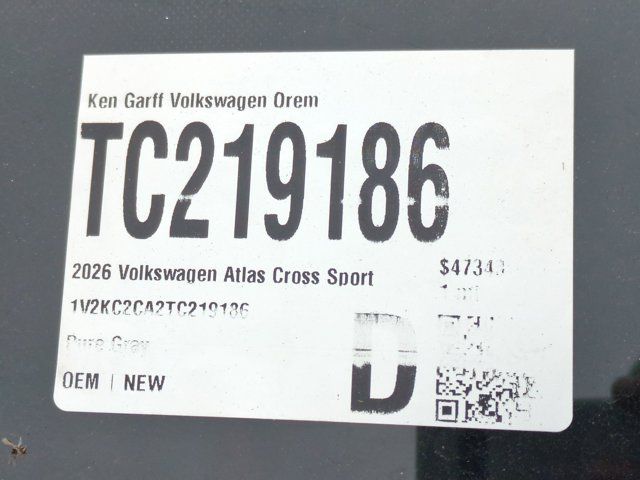 Ken Garff Volkswagen Orem
TC219186
2026 Volkswagen Atlas Cross Sport
1V2KC2CA2TC219186
Pure Gray
OEM | NEW
D